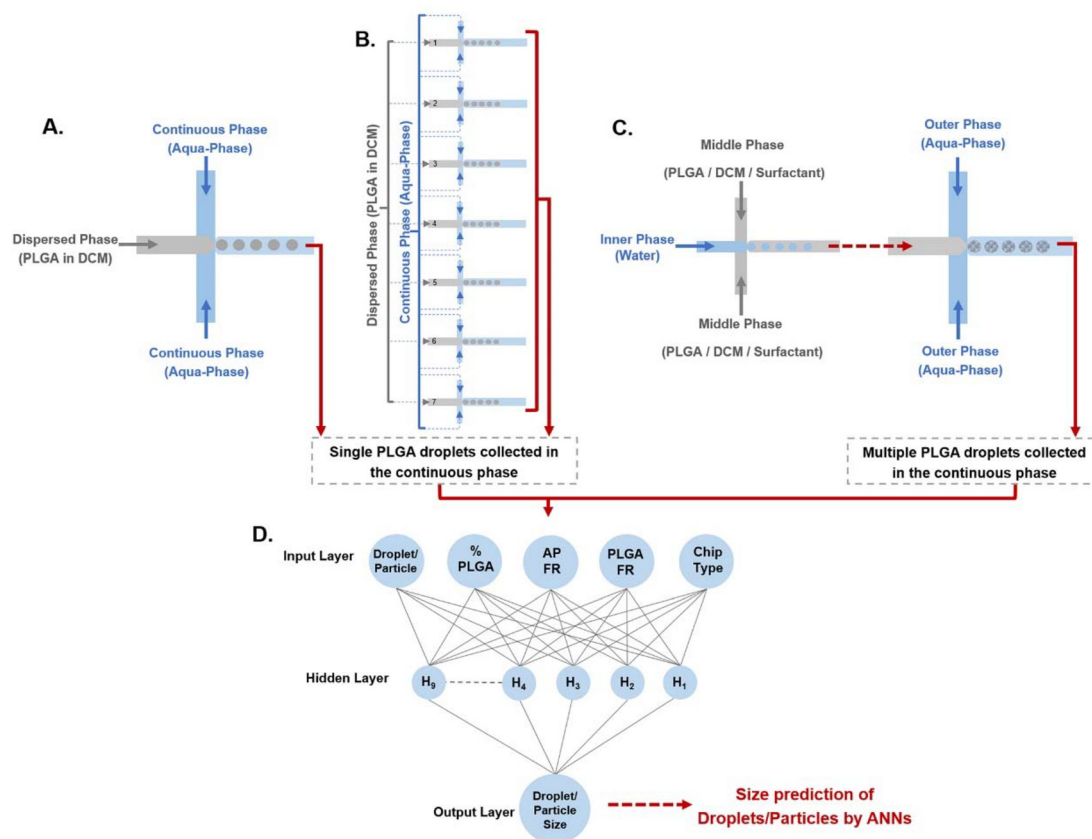 A.
Continuous Phase
(Aqua-Phase)
Dispersed Phase
(PLGA in DCM)
Continuous Phase
(Aqua-Phase)
B.
Dispersed Phase (PLGA in DCM)
Continuous Phase (Aqua-Phase)
1
2
3
4
5
6
7
C.
Middle Phase
(PLGA / DCM / Surfactant)
Inner Phase
(Water)
Middle Phase
(PLGA / DCM / Surfactant)
Outer Phase
(Aqua-Phase)
Outer Phase
(Aqua-Phase)
Single PLGA droplets collected in
the continuous phase
Multiple PLGA droplets collected
in the continuous phase
D.
Input Layer
Droplet/
Particle
%
PLGA
AP
FR
PLGA
FR
Chip
Type
Hidden Layer
H9
H4
H3
H2
H1
Output Layer
Droplet/
Particle
Size
Size prediction of
Droplets/Particles by ANNs